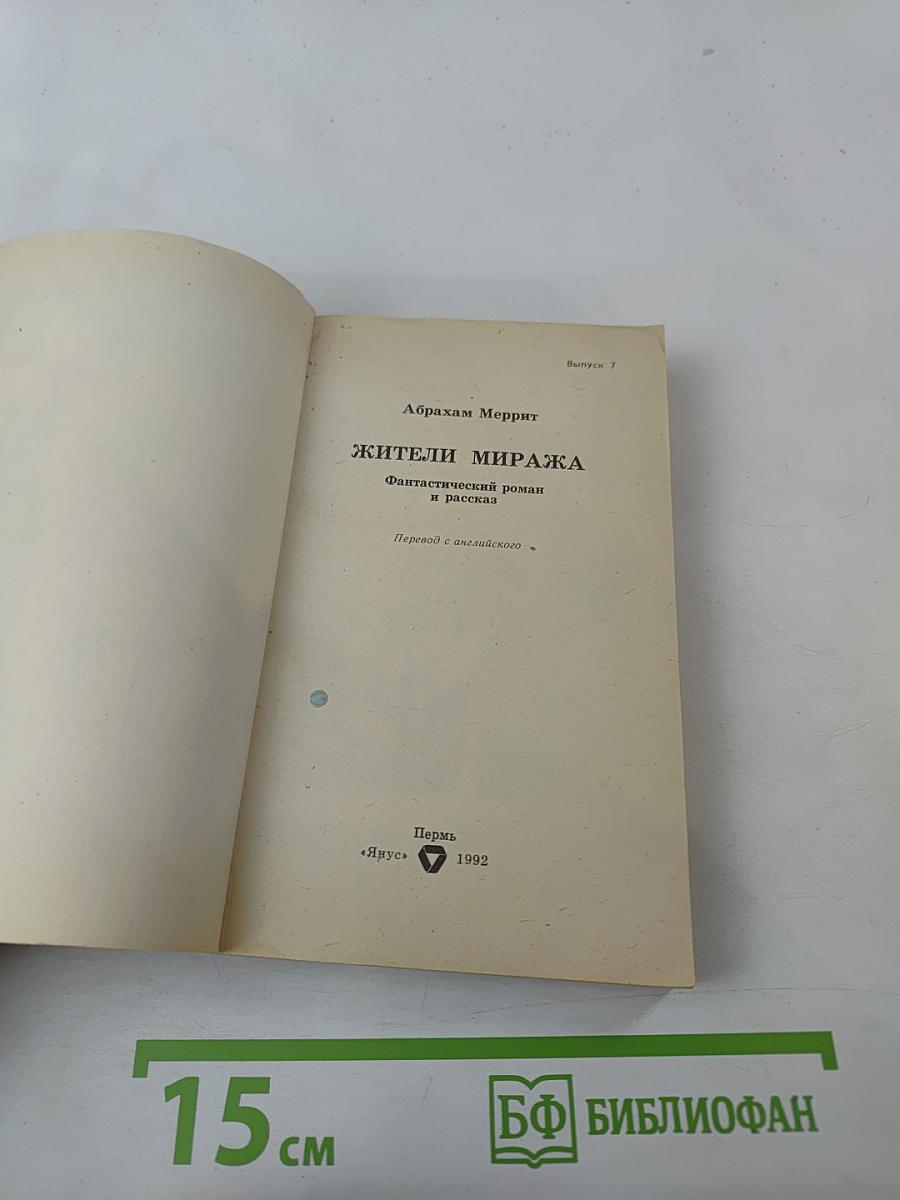 Выпуск 7
Абрахам Меррит
ЖИТЕЛИ МИРАЖА
Фантастический роман
и рассказ
Перевод с английского
Пермь
«Янус» 1992
15 см
БФ БИБЛИОФАН